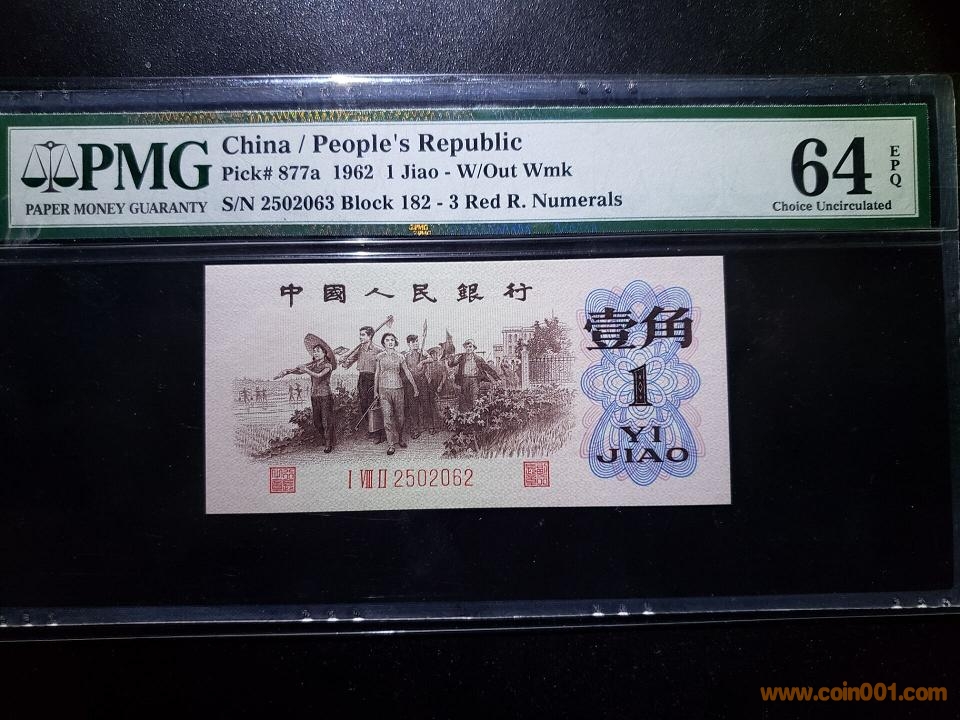 PMG
PAPER MONEY GUARANTY
China / People's Republic
Pick# 877a 1962 1 Jiao - W/Out Wmk
S/N 2502063 Block 182 - 3 Red R. Numerals
64
EPQ
Choice Uncirculated
中國人民銀行
壹角
1
YI
JIAO
I VIII II 2502062
www.coin001.com